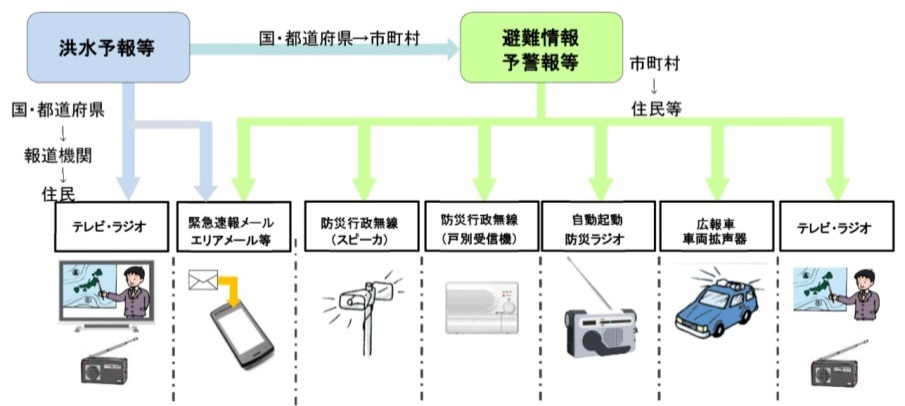 洪水予報等
国・都道府県→市町村
避難情報
予警報等
市町村
↓
住民等
国・都道府県
↓
報道機関
↓
住民
テレビ・ラジオ
緊急速報メール
エリアメール等
防災行政無線
(スピーカ)
防災行政無線
(戸別受信機)
自動起動
防災ラジオ
広報車
車両拡声器
テレビ・ラジオ